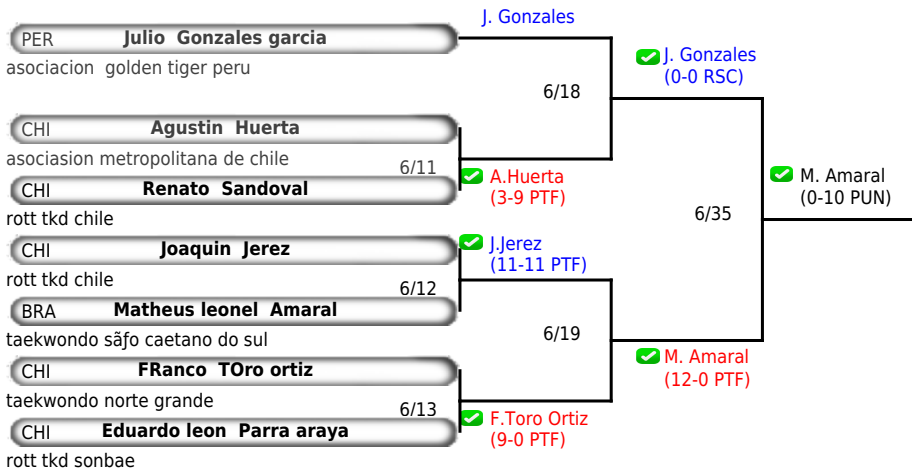 J. Gonzales
PER Julio Gonzales garcia
asociacion golden tiger peru
J. Gonzales
(0-0 RSC)
6/18
CHI Agustin Huerta
asociasion metropolitana de chile
6/11
A.Huerta
(3-9 PTF)
CHI Renato Sandoval
rott tkd chile
M. Amaral
(0-10 PUN)
6/35
CHI Joaquin Jerez
rott tkd chile
J.Jerez
(11-11 PTF)
6/12
BRA Matheus leonel Amaral
taekwondo sãfo caetano do sul
6/19
M. Amaral
(12-0 PTF)
CHI FRanco TOro ortiz
taekwondo norte grande
6/13
F.Toro Ortiz
(9-0 PTF)
CHI Eduardo leon Parra araya
rott tkd sonbae